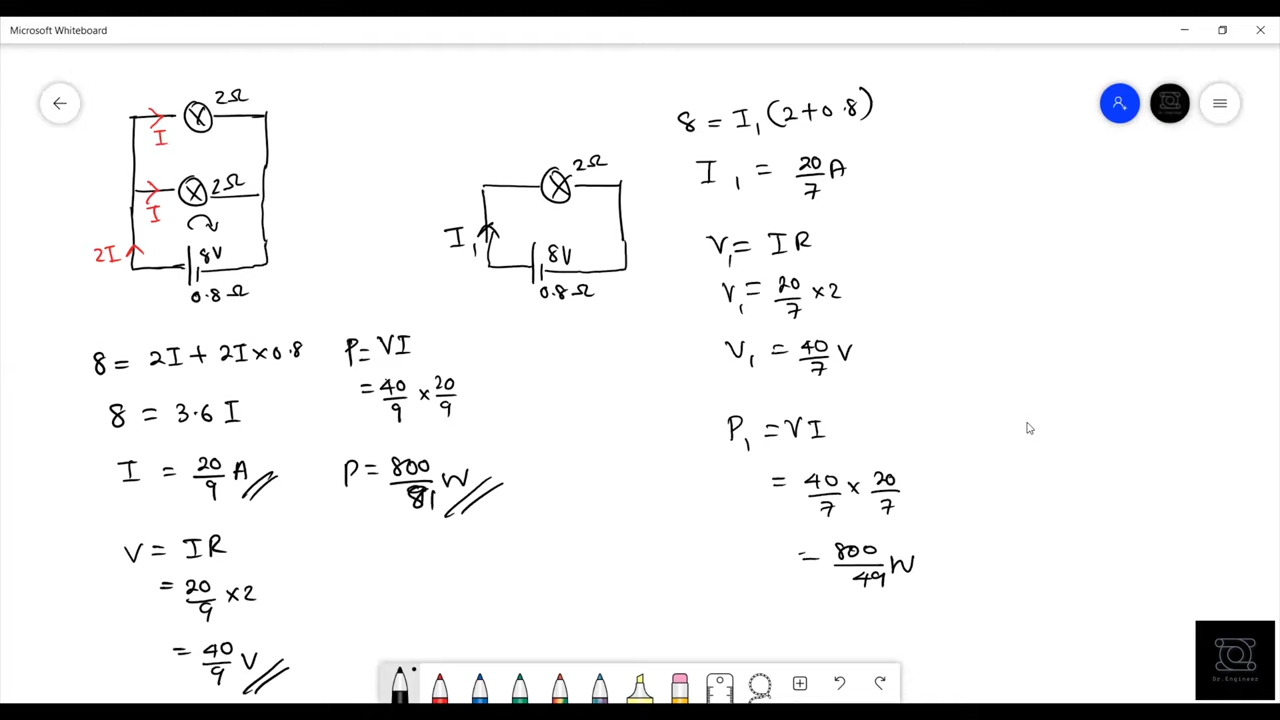 Microsoft Whiteboard
2Ω
I
2Ω
I
2I
8V
0.8Ω
2Ω
I₁
8V
0.8Ω
8 = 2I + 2I×0.8
8 = 3.6 I
I = 20/9 A
V = IR
= 20/9 ×2
= 40/9 V
P = VI
= 40/9 × 20/9
P = 800/81 W
8 = I₁(2+0.8)
I₁ = 20/7 A
V₁ = IR
V₁ = 20/7 ×2
V₁ = 40/7 V
P₁ = VI
= 40/7 × 20/7
= 800/49 W
Dr.Engineer